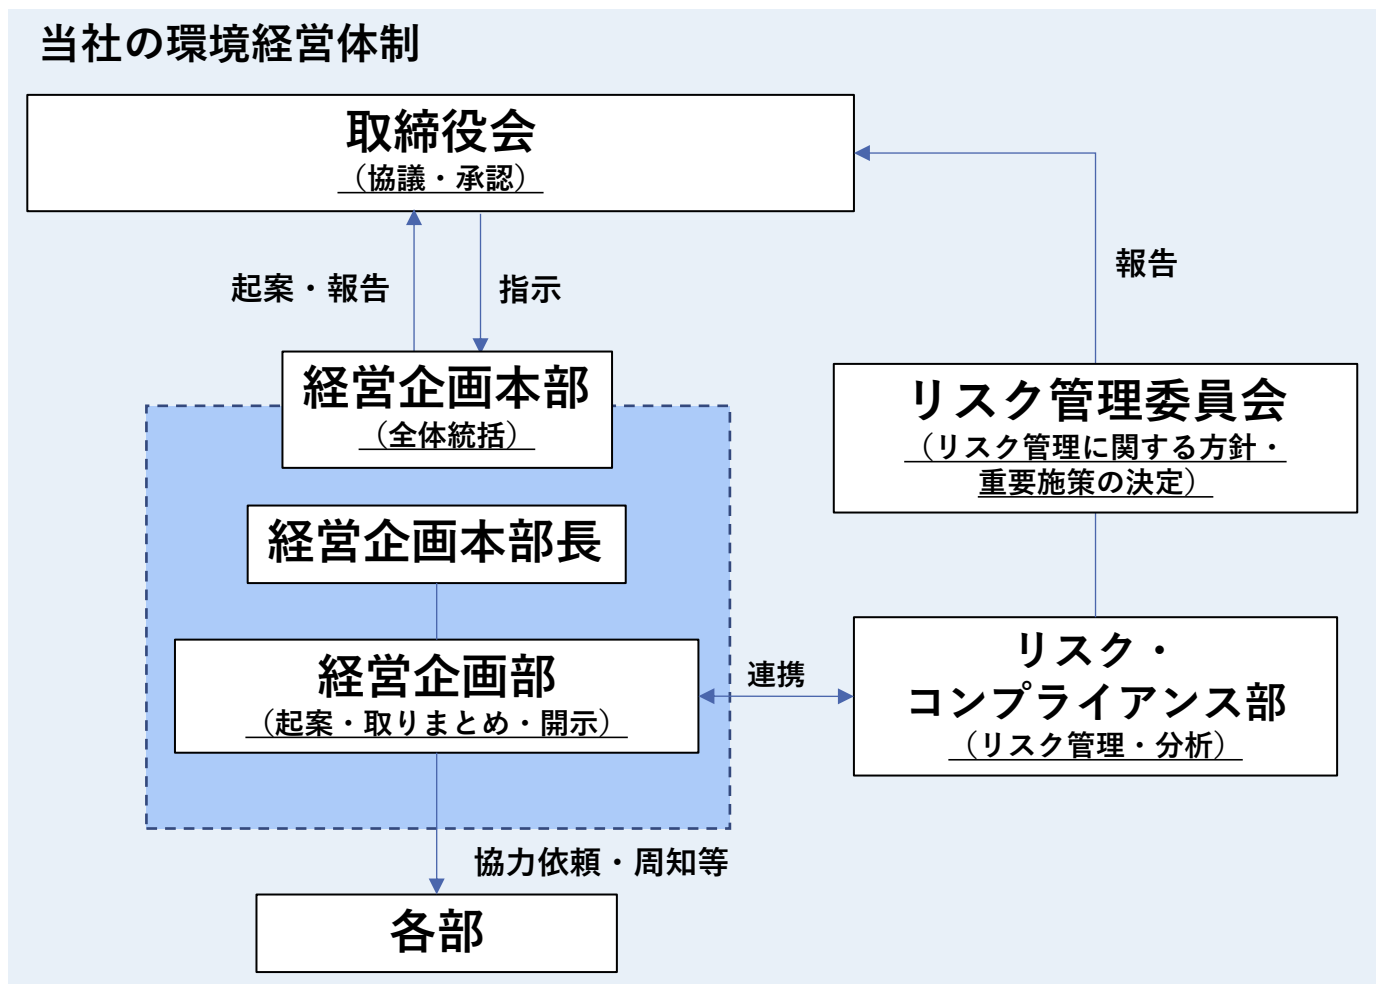 当社の環境経営体制
取締役会
（協議・承認）
起案・報告
指示
報告
経営企画本部
（全体統括）
リスク管理委員会
（リスク管理に関する方針・
重要施策の決定）
経営企画本部長
経営企画部
（起案・取りまとめ・開示）
連携
リスク・
コンプライアンス部
（リスク管理・分析）
協力依頼・周知等
各部